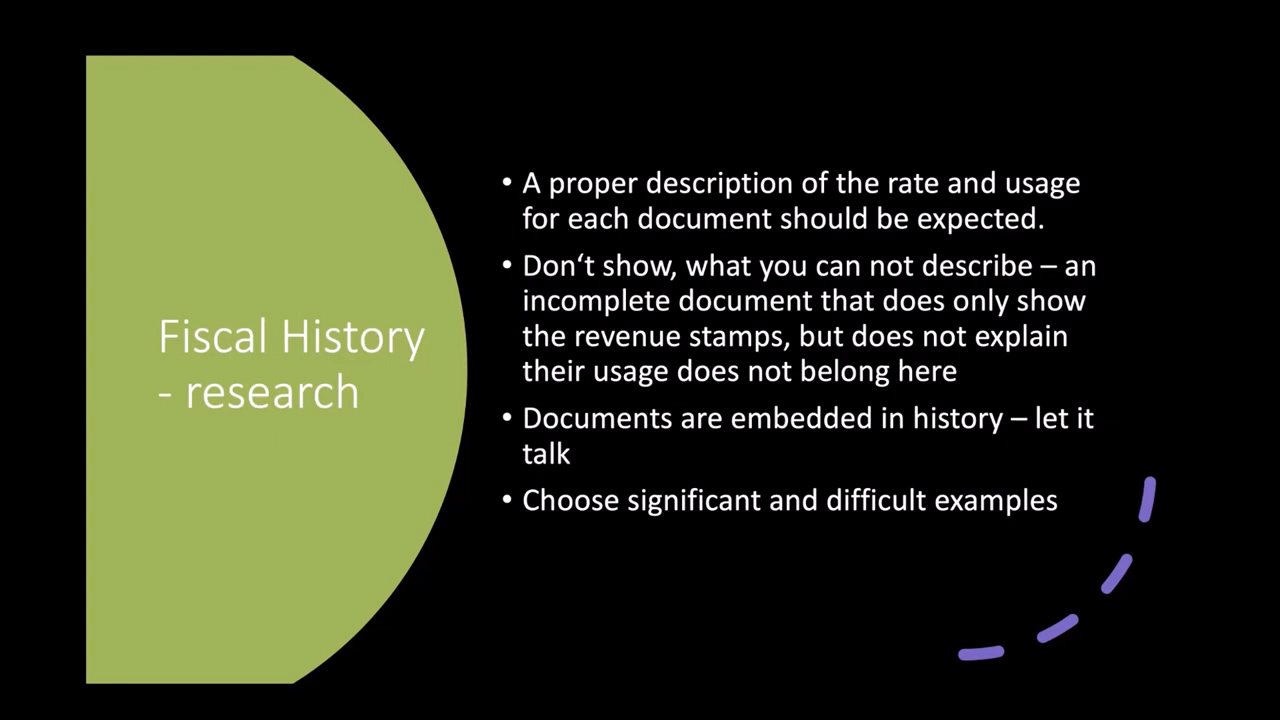 Fiscal History
- research
• A proper description of the rate and usage
for each document should be expected.
• Don‘t show, what you can not describe – an
incomplete document that does only show
the revenue stamps, but does not explain
their usage does not belong here
• Documents are embedded in history – let it
talk
• Choose significant and difficult examples